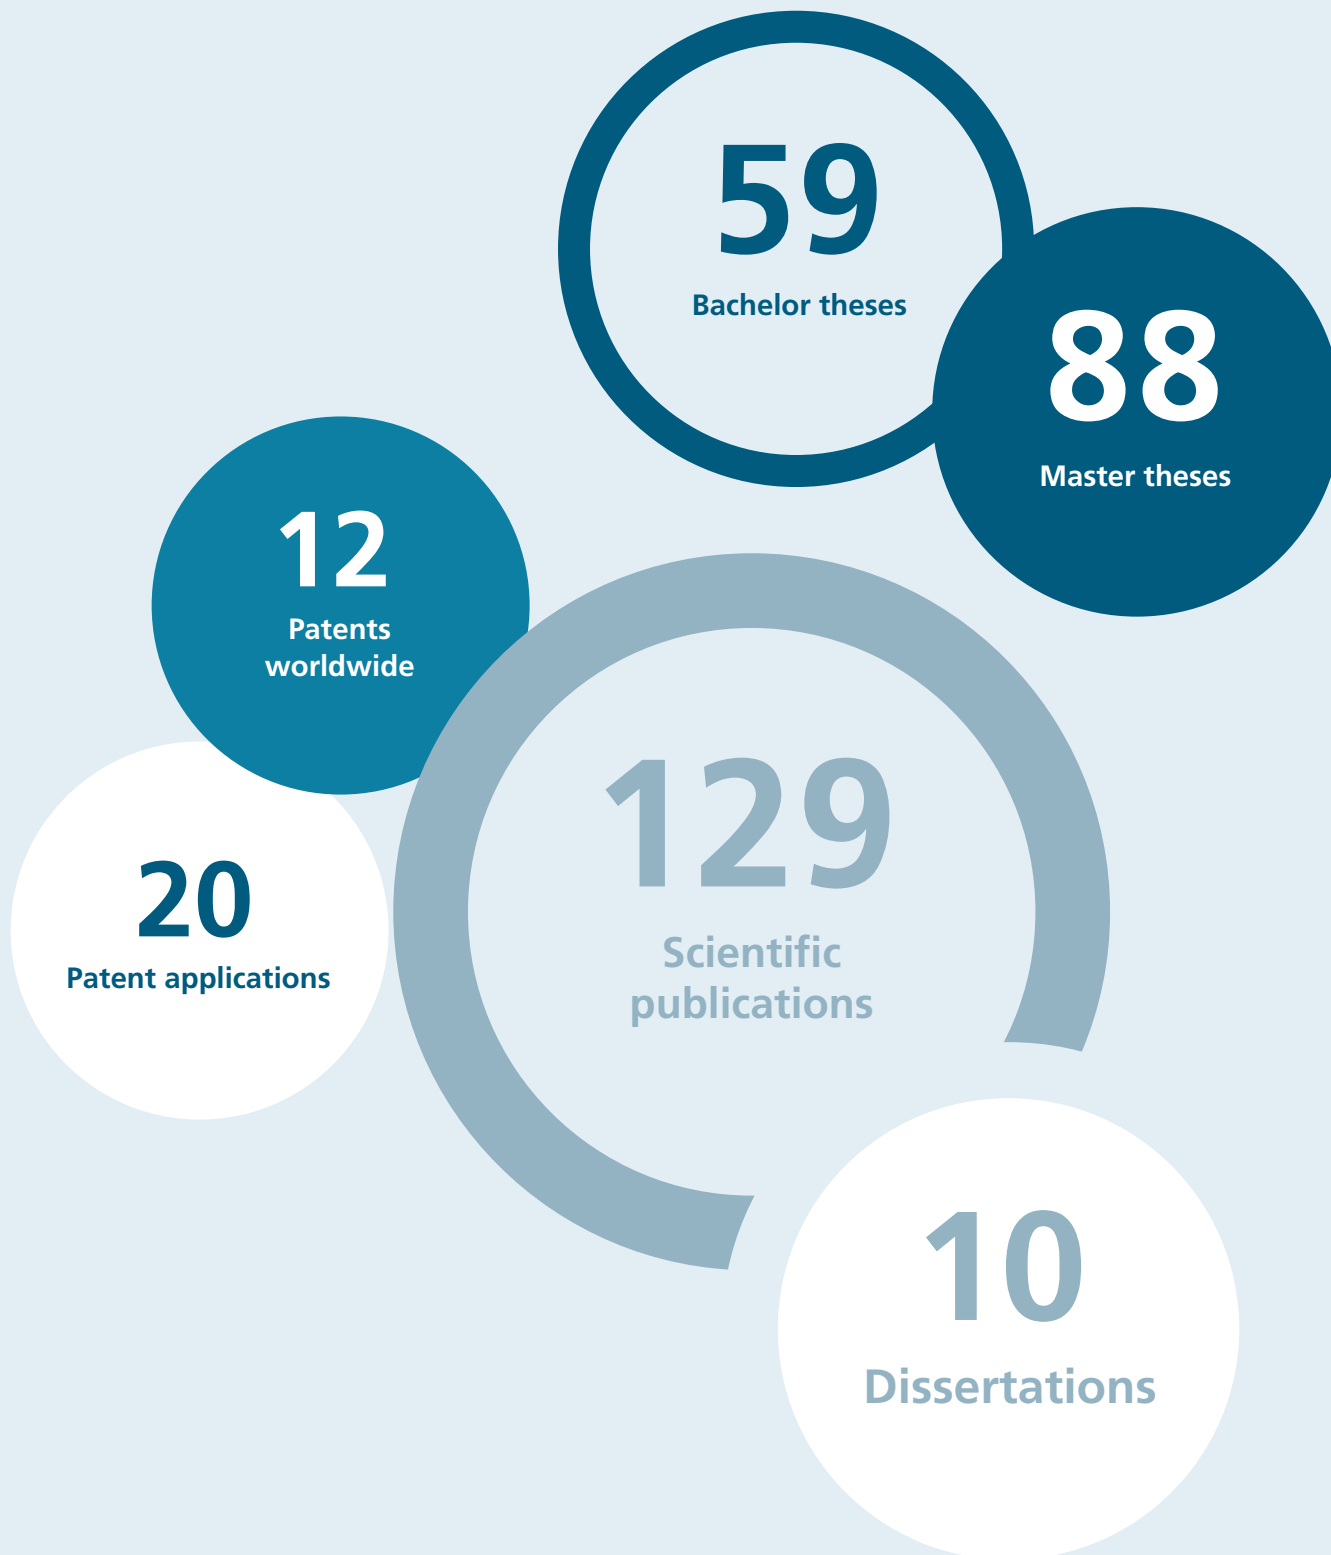 59
Bachelor theses
88
Master theses
12
Patents
worldwide
129
Scientific
publications
20
Patent applications
10
Dissertations